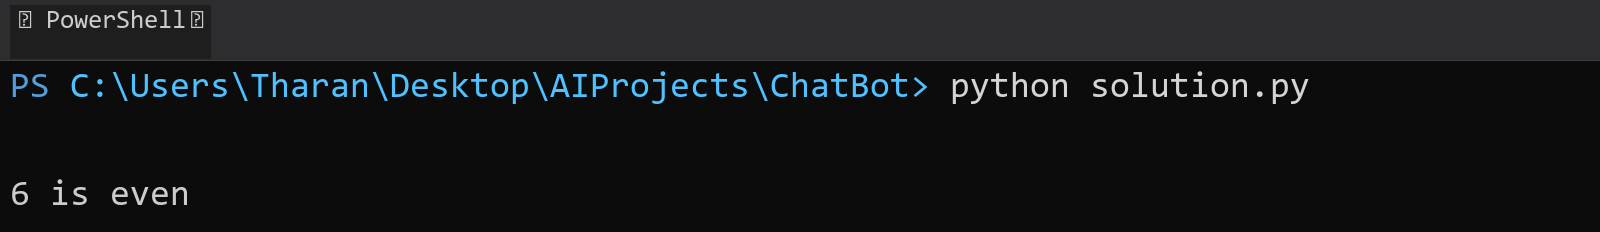 PowerShell
PS C:\Users\Tharan\Desktop\AIProjects\ChatBot> python solution.py
6 is even